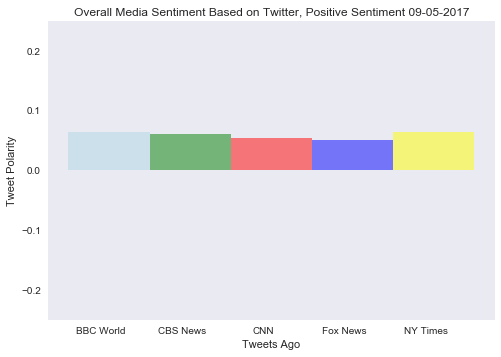 Overall Media Sentiment Based on Twitter, Positive Sentiment 09-05-2017
0.2
0.1
0.0
−0.1
−0.2
Tweet Polarity
BBC World CBS News CNN Fox News NY Times
Tweets Ago